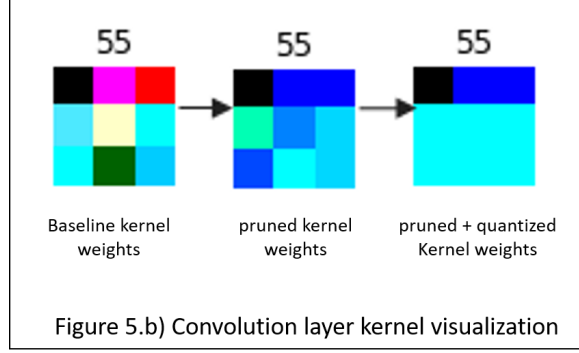 55
55
55
Baseline kernel
weights
pruned kernel
weights
pruned + quantized
Kernel weights
Figure 5.b) Convolution layer kernel visualization